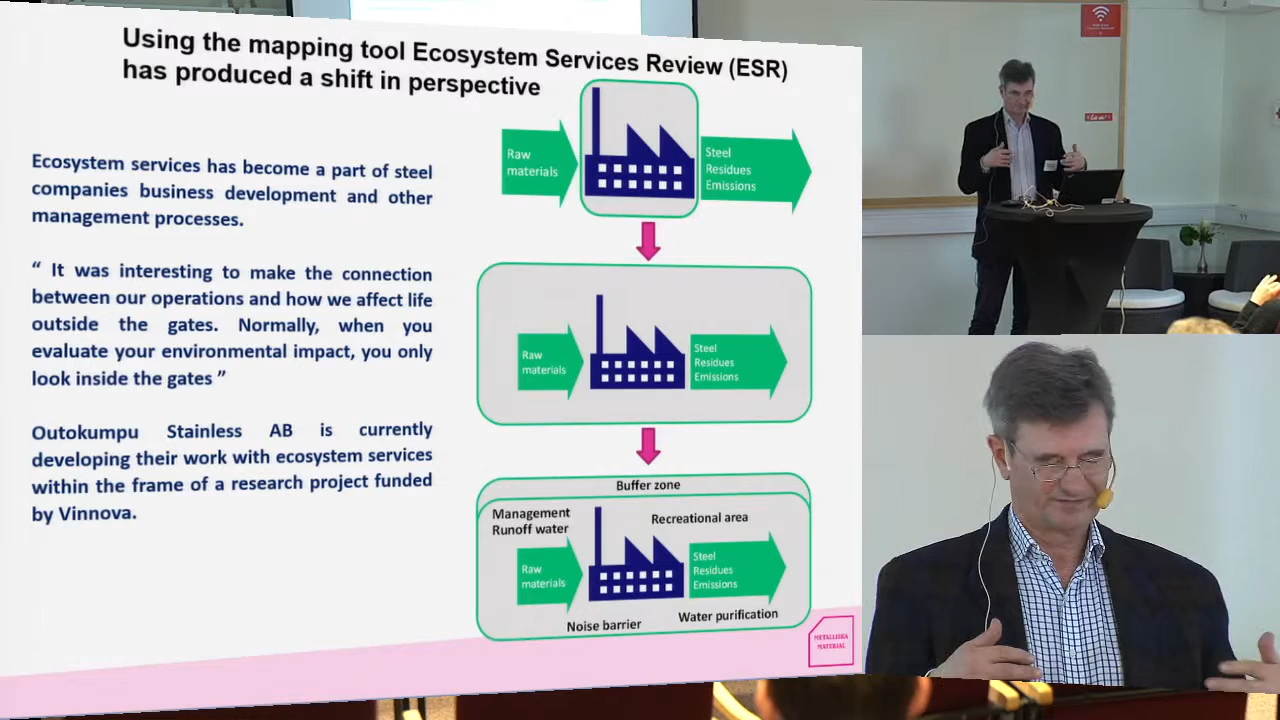 Using the mapping tool Ecosystem Services Review (ESR)
has produced a shift in perspective
Ecosystem services has become a part of steel
companies business development and other
management processes.
“ It was interesting to make the connection
between our operations and how we affect life
outside the gates. Normally, when you
evaluate your environmental impact, you only
look inside the gates ”
Outokumpu Stainless AB is currently
developing their work with ecosystem services
within the frame of a research project funded
by Vinnova.
Raw
materials
Steel
Residues
Emissions
Raw
materials
Steel
Residues
Emissions
Buffer zone
Management
Runoff water
Recreational area
Raw
materials
Steel
Residues
Emissions
Noise barrier
Water purification
METALLISKA
MATERIAL